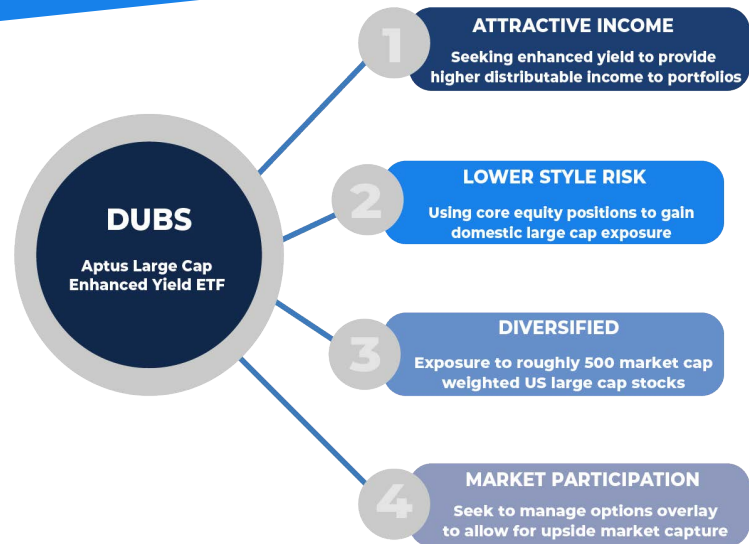 DUBS
Aptus Large Cap
Enhanced Yield ETF
1
ATTRACTIVE INCOME
Seeking enhanced yield to provide
higher distributable income to portfolios
2
LOWER STYLE RISK
Using core equity positions to gain
domestic large cap exposure
3
DIVERSIFIED
Exposure to roughly 500 market cap
weighted US large cap stocks
4
MARKET PARTICIPATION
Seek to manage options overlay
to allow for upside market capture